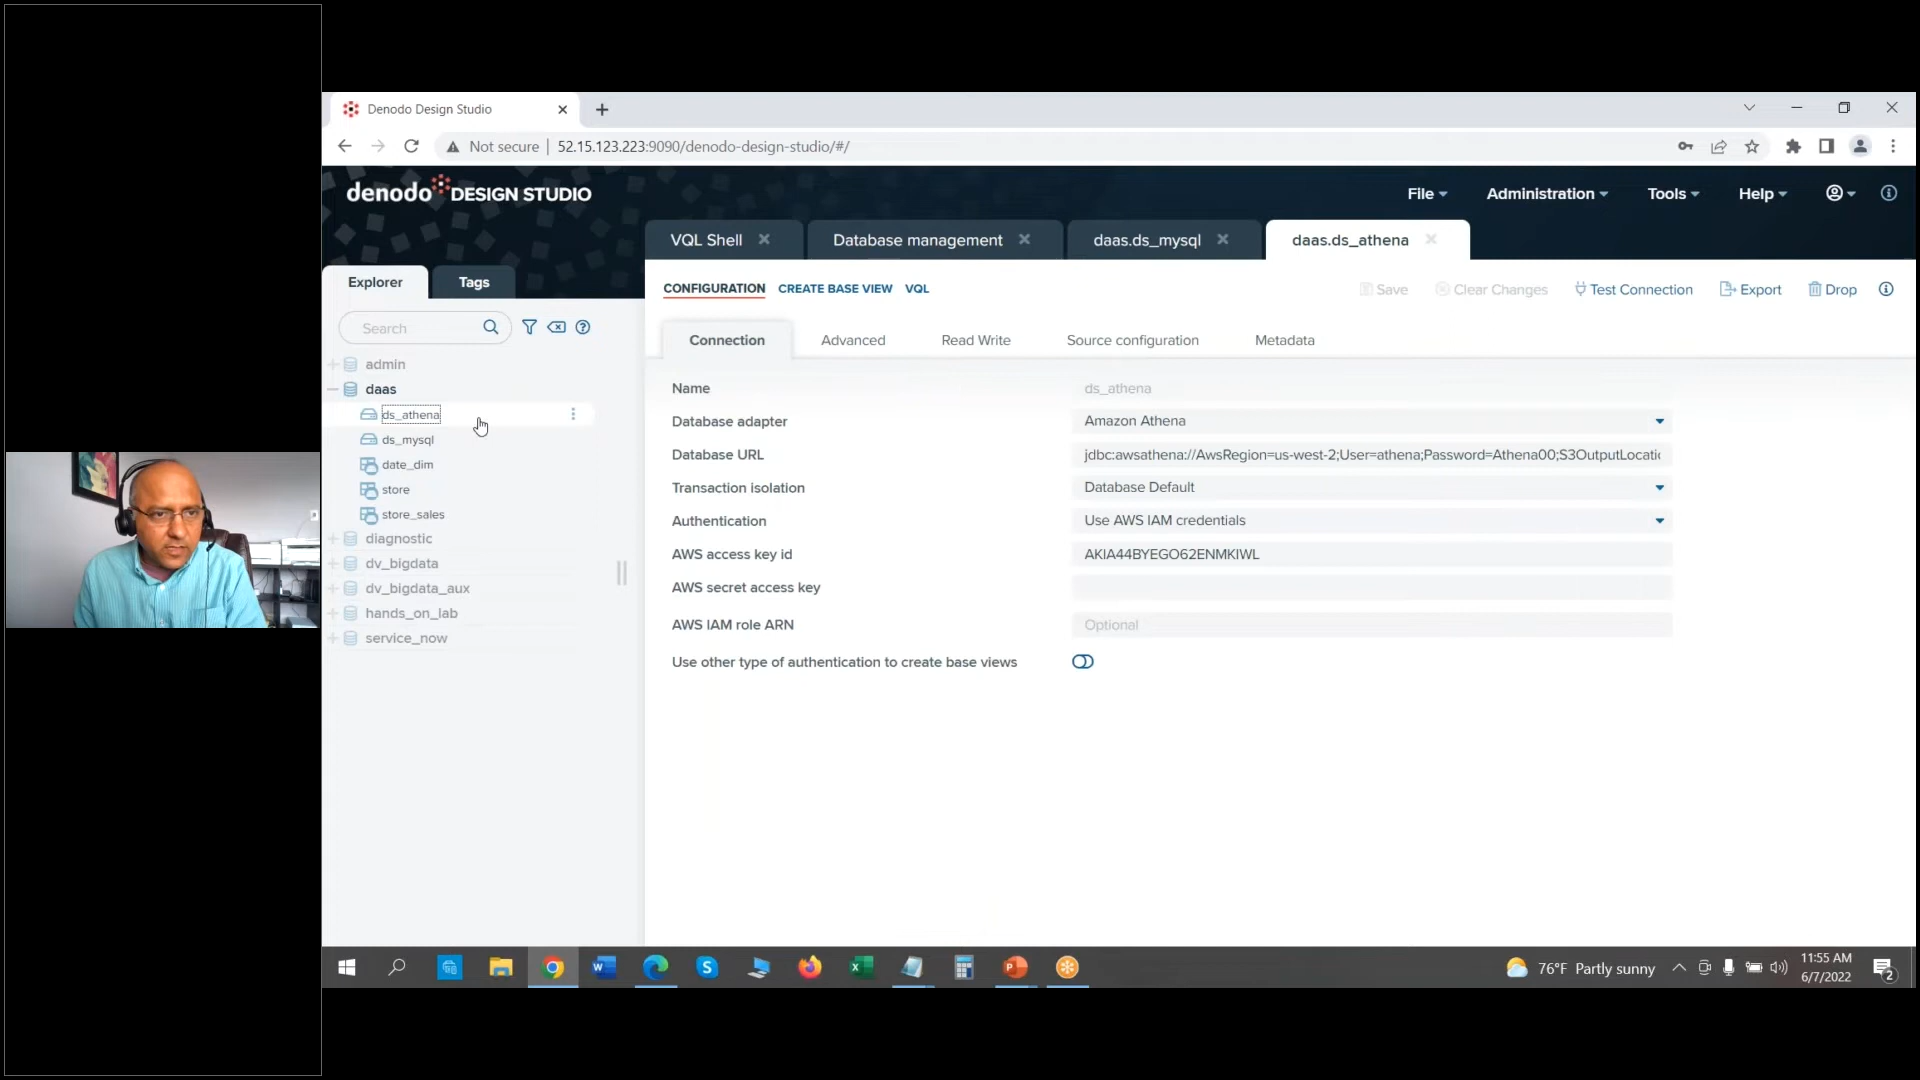 Denodo Design Studio
Not secure | 52.15.123.223:9090/denodo-design-studio/#/
denodo DESIGN STUDIO
File
Administration
Tools
Help
VQL Shell
Database management
daas.ds_mysql
daas.ds_athena
Explorer
Tags
CONFIGURATION
CREATE BASE VIEW
VQL
Save
Clear Changes
Test Connection
Export
Drop
Search
admin
daas
ds_athena
ds_mysql
date_dim
store
store_sales
diagnostic
dv_bigdata
dv_bigdata_aux
hands_on_lab
service_now
Connection
Advanced
Read Write
Source configuration
Metadata
Name
ds_athena
Database adapter
Amazon Athena
Database URL
jdbc:awsathena://AwsRegion=us-west-2;User=athena;Password=Athena00;S3OutputLocatic
Transaction isolation
Database Default
Authentication
Use AWS IAM credentials
AWS access key id
AKIA44BYEGO62ENMKIWL
AWS secret access key
AWS IAM role ARN
Optional
Use other type of authentication to create base views
76°F Partly sunny
11:55 AM
6/7/2022
2